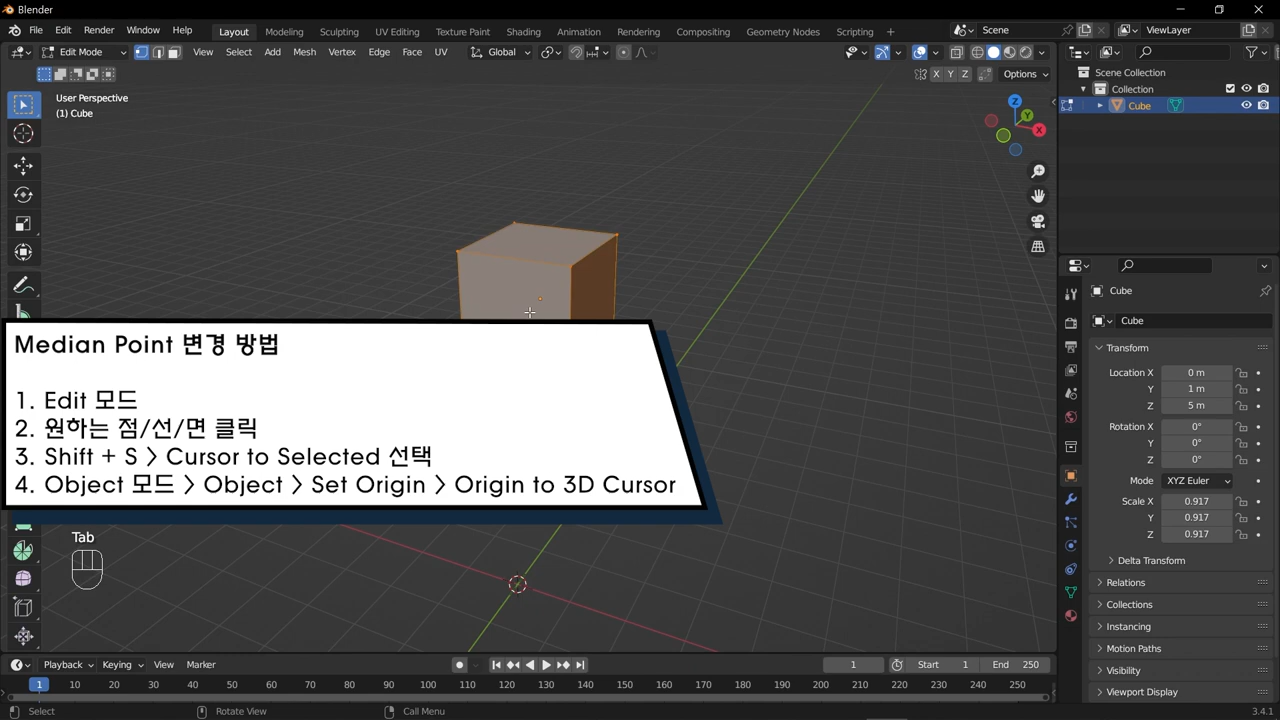 Blender
File Edit Render Window Help Layout Modeling Sculpting UV Editing Texture Paint Shading Animation Rendering Compositing Geometry Nodes Scripting + Scene ViewLayer
Edit Mode View Select Add Mesh Vertex Edge Face UV Global
X Y Z Options
User Perspective
(1) Cube
Z
Y
X
Scene Collection
Collection
Cube
Median Point 변경 방법
1. Edit 모드
2. 원하는 점/선/면 클릭
3. Shift + S > Cursor to Selected 선택
4. Object 모드 > Object > Set Origin > Origin to 3D Cursor
Tab
Cube
Cube
Transform
Location X 0 m
Y 1 m
Z 5 m
Rotation X 0°
Y 0°
Z 0°
Mode XYZ Euler
Scale X 0.917
Y 0.917
Z 0.917
Delta Transform
Relations
Collections
Instancing
Motion Paths
Visibility
Viewport Display
Playback Keying View Marker 1 Start 1 End 250
1 10 20 30 40 50 60 70 80 90 100 110 120 130 140 150 160 170 180 190 200 210 220 230 240 250
Select Rotate View Call Menu 3.4.1